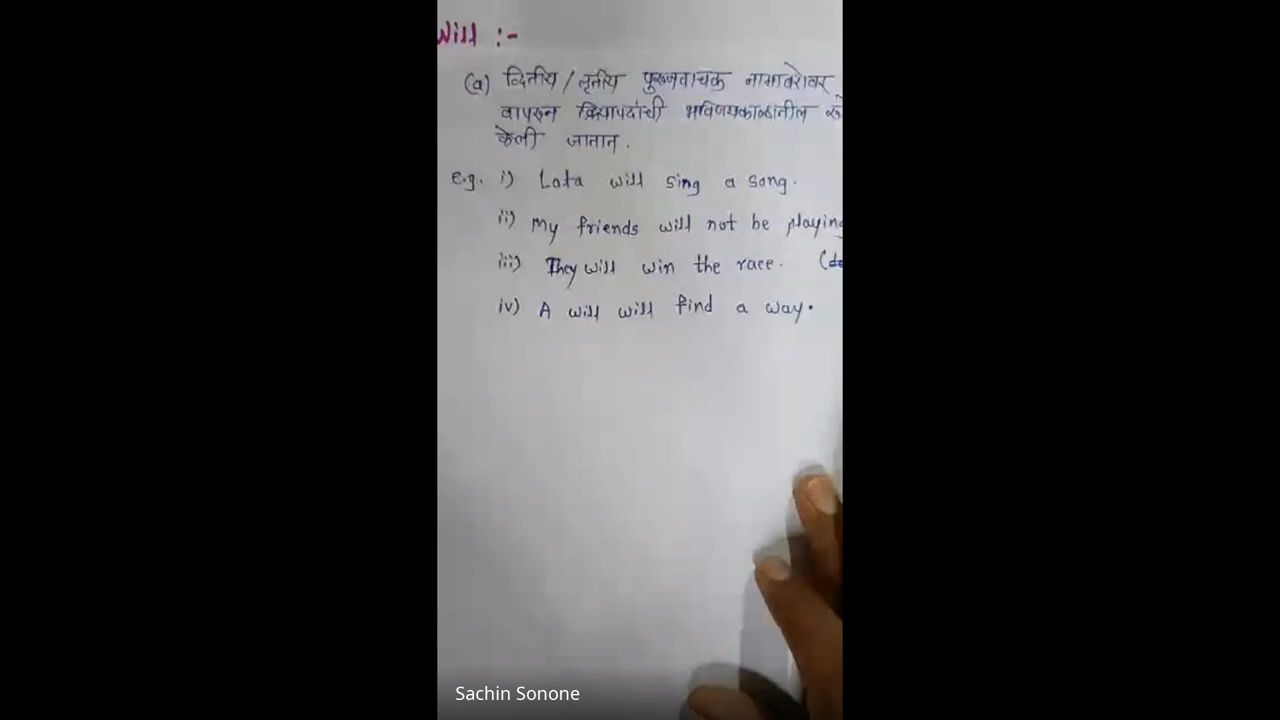 Will :-
(a) द्वितीय / तृतीय पुरूषवाचक नामाबरोबर
वापरून क्रियापदांची भविष्यकाळातील
केली जातात.
e.g. i) Lata will sing a song.
ii) My friends will not be playing
iii) They will win the race.
iv) A will will find a way.
Sachin Sonone